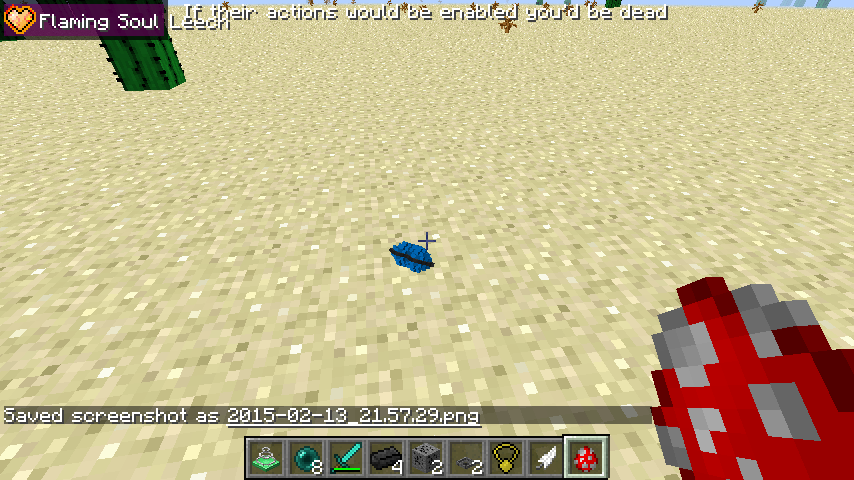 If their actions would be enabled you'd be dead
Flaming Soul Leech
Saved screenshot as 2015-02-13_21.57.29.png
8
4
2
2